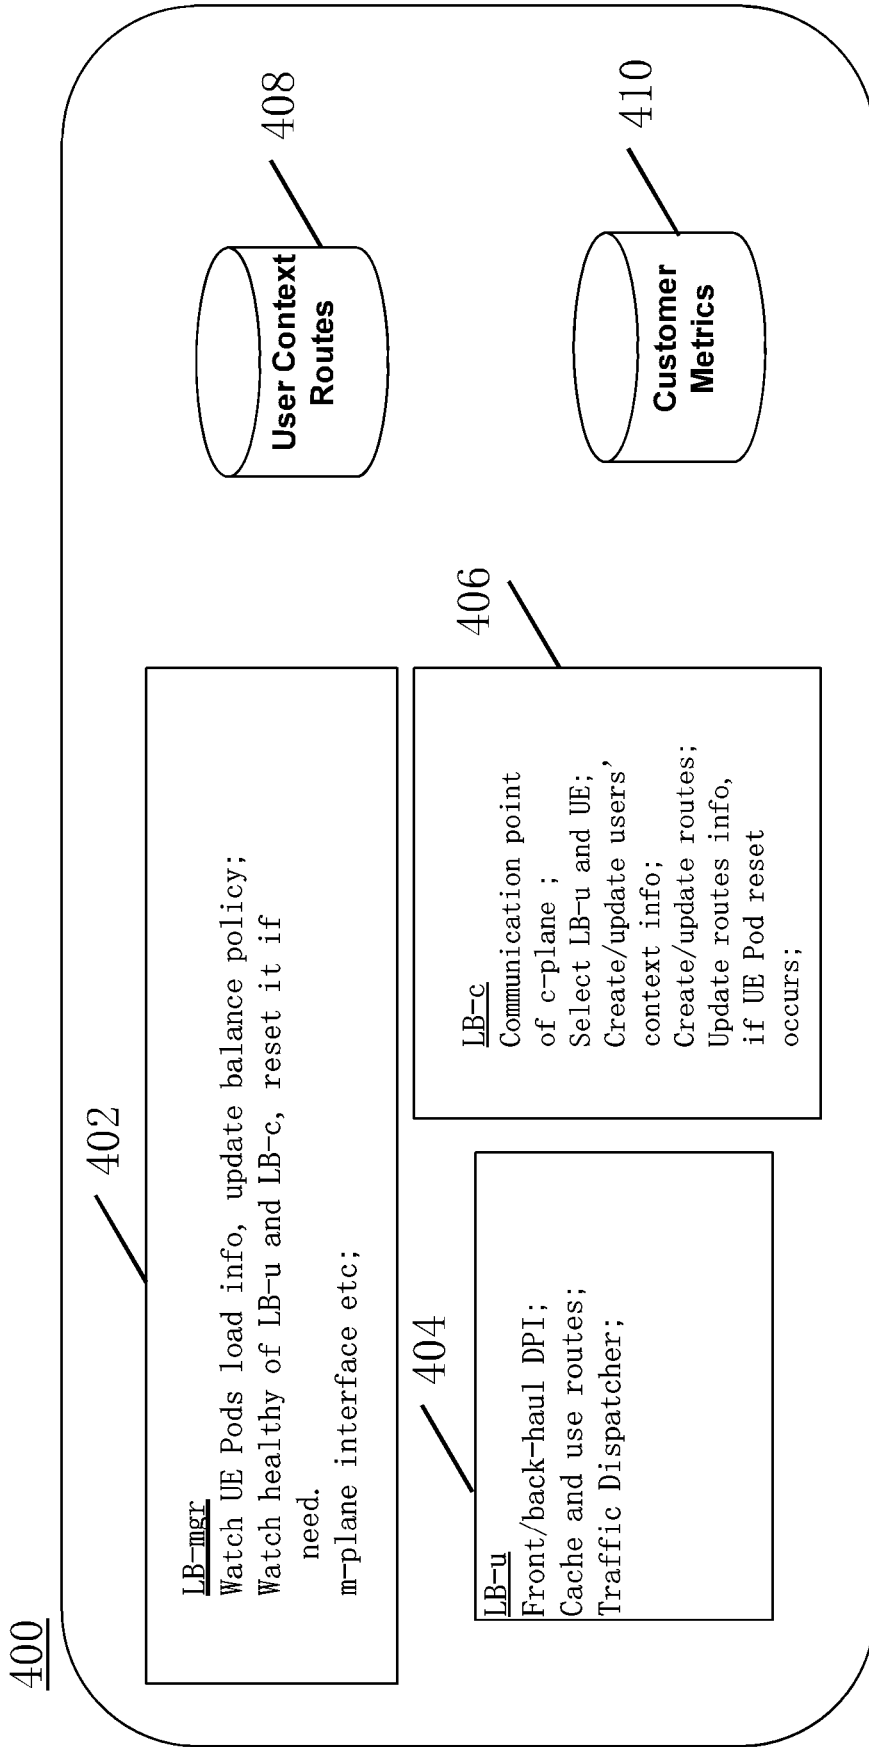 400
402
LB-mgr
Watch UE Pods load info, update balance policy;
Watch healthy of LB-u and LB-c, reset it if
need.
m-plane interface etc;
404
LB-u
Front/back-haul DPI;
Cache and use routes;
Traffic Dispatcher;
406
LB-c
Communication point
of c-plane ;
Select LB-u and UE;
Create/update users'
context info;
Create/update routes;
Update routes info,
if UE Pod reset
occurs;
408
User Context
Routes
410
Customer
Metrics